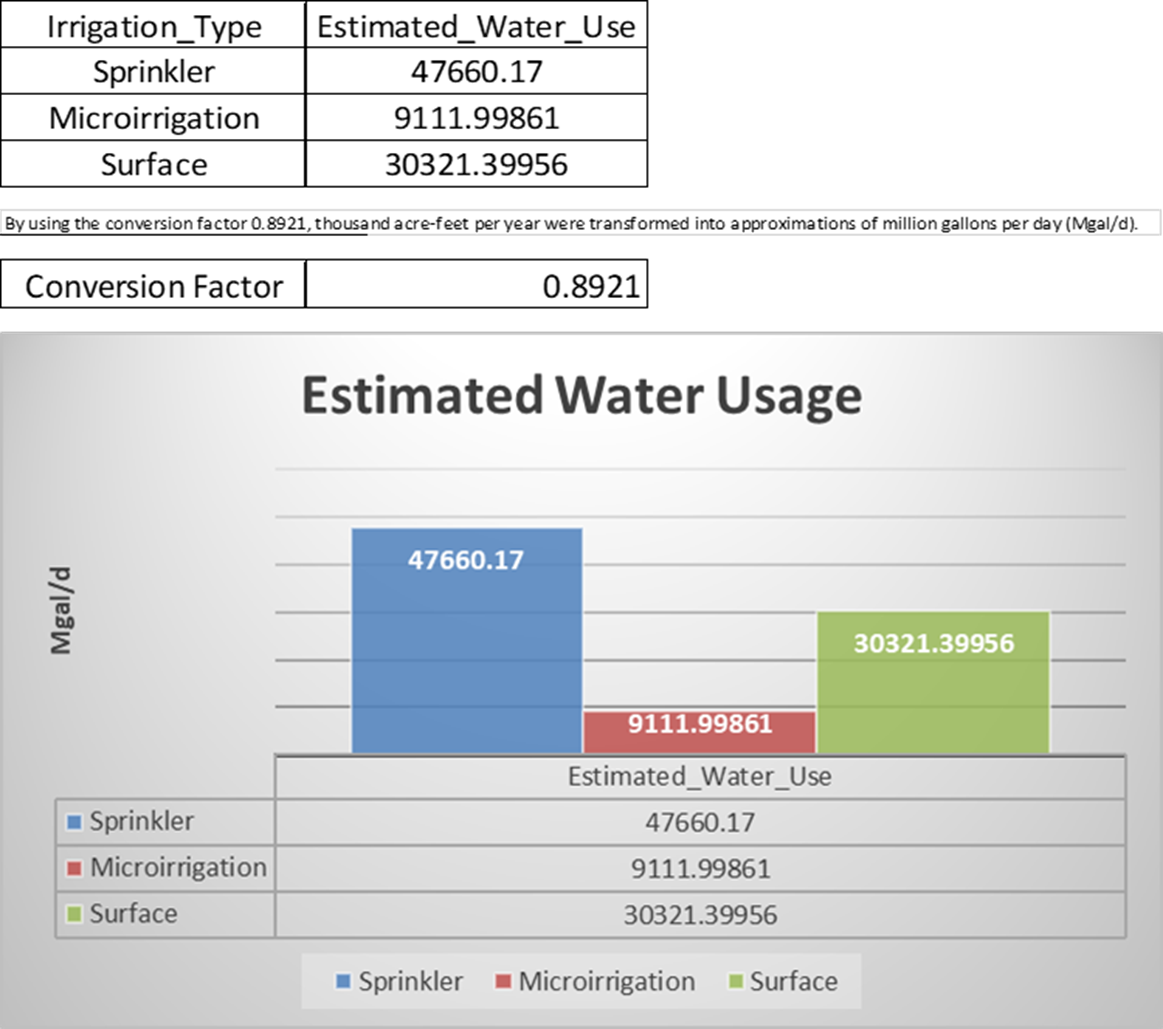 Irrigation_Type Estimated_Water_Use
Sprinkler 47660.17
Microirrigation 9111.99861
Surface 30321.39956
By using the conversion factor 0.8921, thousand acre-feet per year were transformed into approximations of million gallons per day (Mgal/d).
Conversion Factor 0.8921
Estimated Water Usage
Mgal/d
47660.17
9111.99861
30321.39956
Estimated_Water_Use
Sprinkler 47660.17
Microirrigation 9111.99861
Surface 30321.39956
Sprinkler Microirrigation Surface